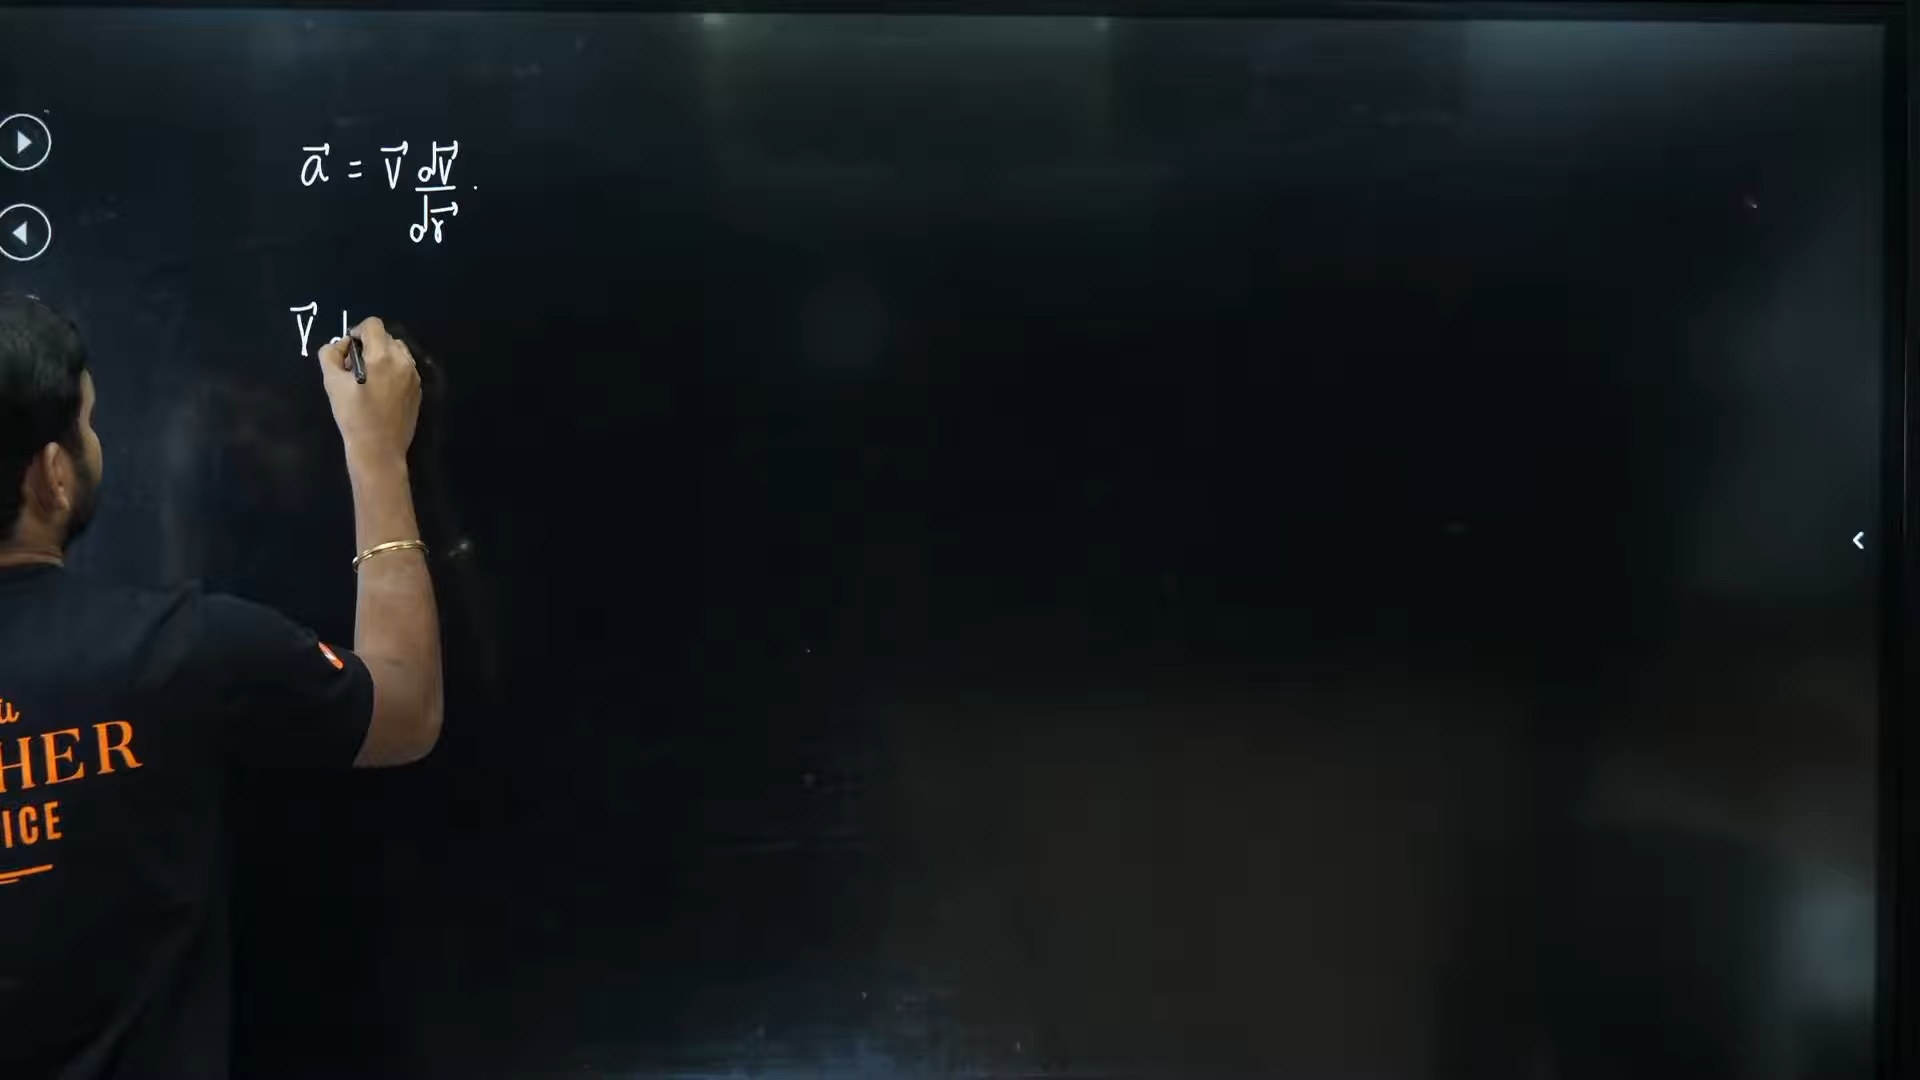 a⃗ = v⃗ dv⃗/dr⃗ .
v⃗ d
HER
ICE